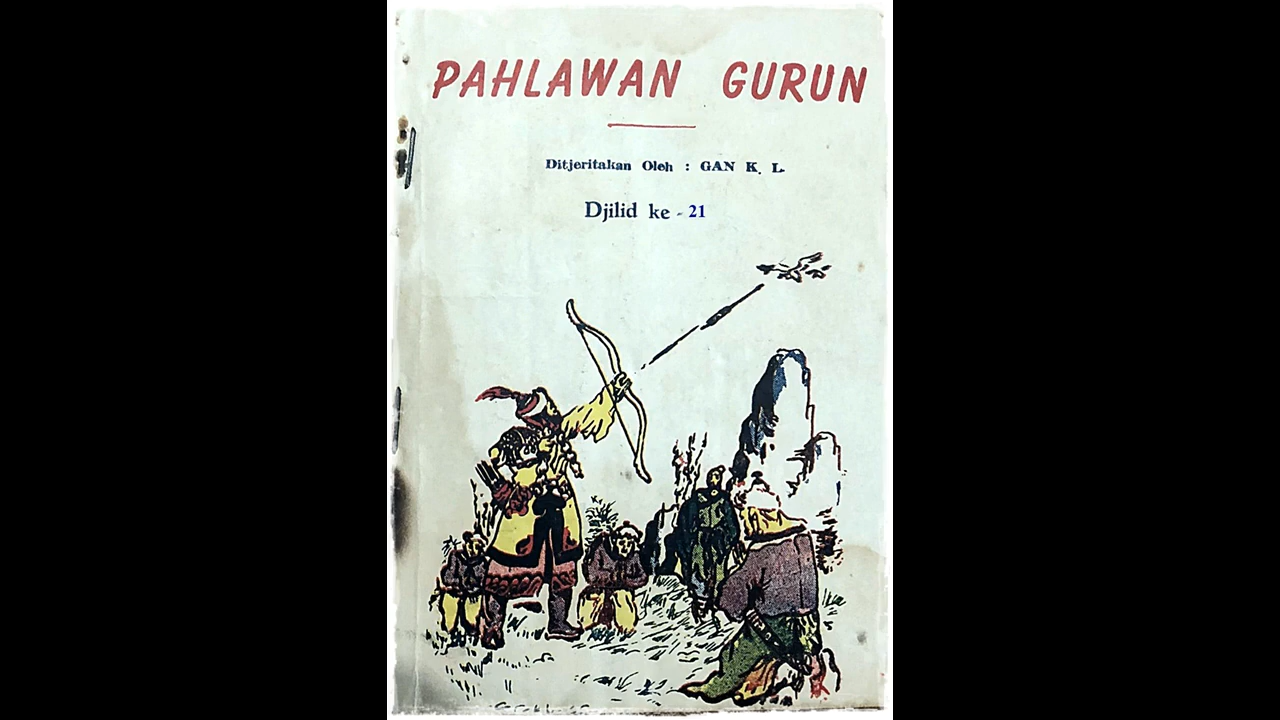 PAHLAWAN GURUN
Ditjeritakan Oleh : GAN K. L.
Djilid ke - 21